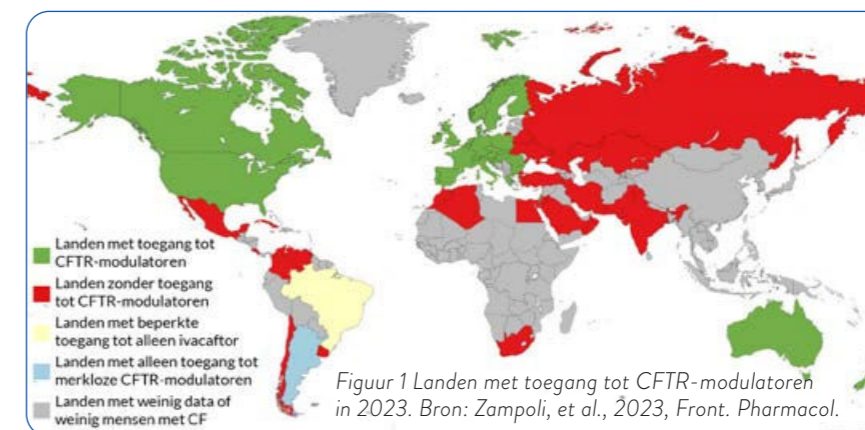 Landen met toegang tot
CFTR-modulatoren
Landen zonder toegang
tot CFTR-modulatoren
Landen met beperkte
toegang tot alleen ivacaftor
Landen met alleen toegang tot
merkloze CFTR-modulatoren
Landen met weinig data of
weinig mensen met CF
Figuur 1 Landen met toegang tot CFTR-modulatoren
in 2023. Bron: Zampoli, et al., 2023, Front. Pharmacol.